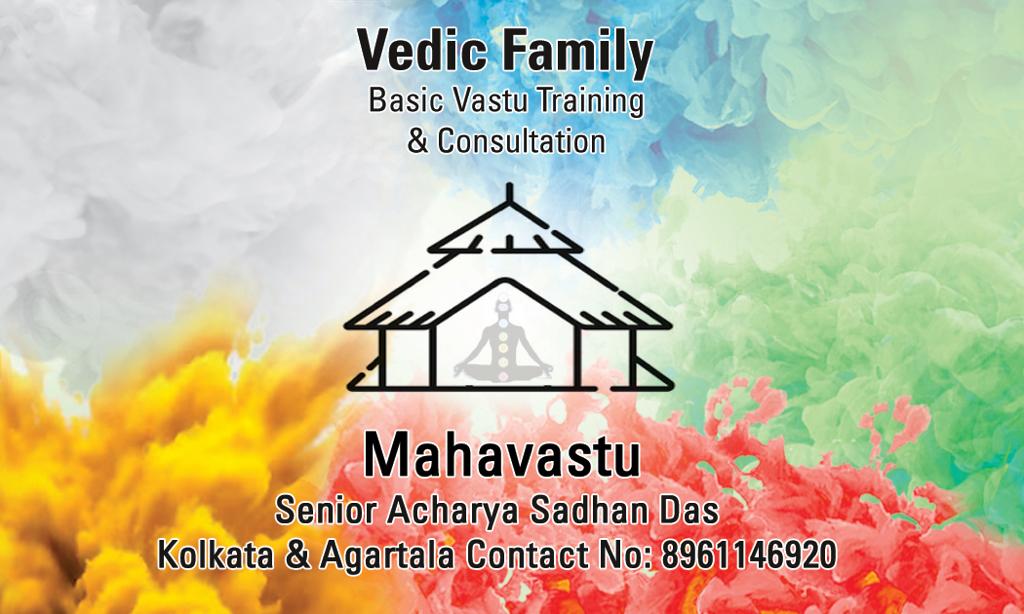 Vedic Family
Basic Vastu Training
& Consultation
Mahavastu
Senior Acharya Sadhan Das
Kolkata & Agartala Contact No: 8961146920